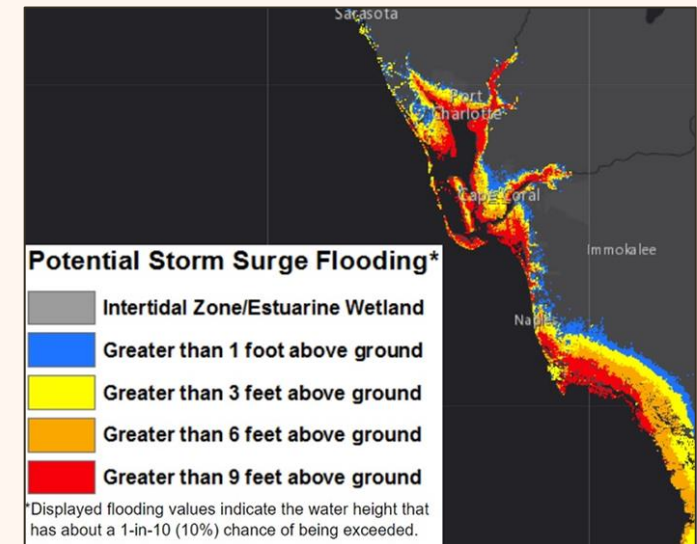 Sarasota
Port
Charlotte
Cape Coral
Immokalee
Naples
Potential Storm Surge Flooding*
Intertidal Zone/Estuarine Wetland
Greater than 1 foot above ground
Greater than 3 feet above ground
Greater than 6 feet above ground
Greater than 9 feet above ground
*Displayed flooding values indicate the water height that
has about a 1-in-10 (10%) chance of being exceeded.